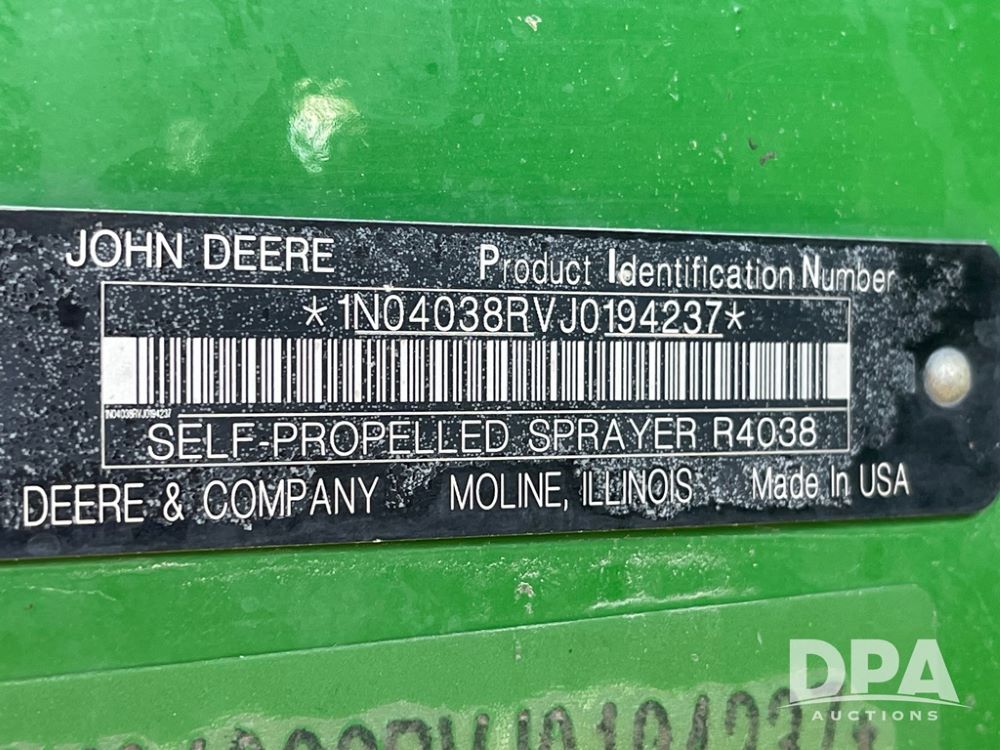 JOHN DEERE
Product Identification Number
*1N04038RVJ0194237*
1N04038RVJ0194237
SELF-PROPELLED SPRAYER R4038
DEERE & COMPANY MOLINE, ILLINOIS Made In USA
DPA
AUCTIONS